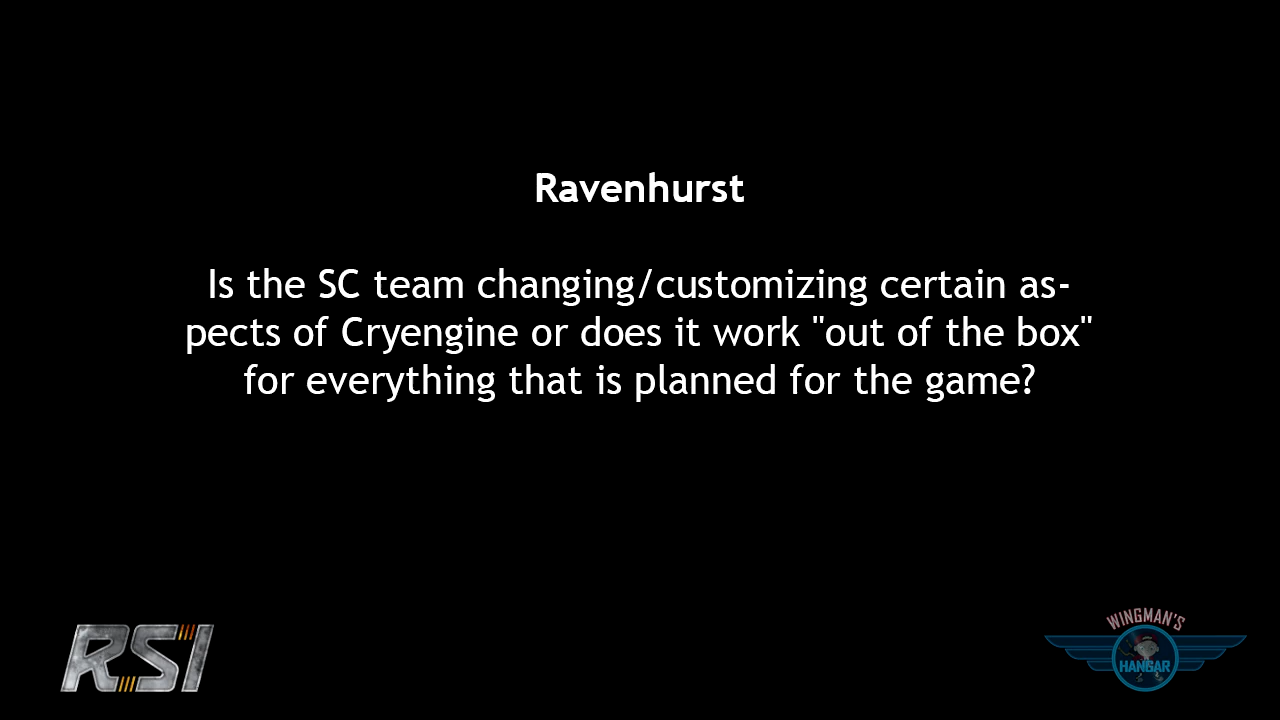 Ravenhurst
Is the SC team changing/customizing certain as-
pects of Cryengine or does it work "out of the box"
for everything that is planned for the game?
RSI
WINGMAN'S
HANGAR